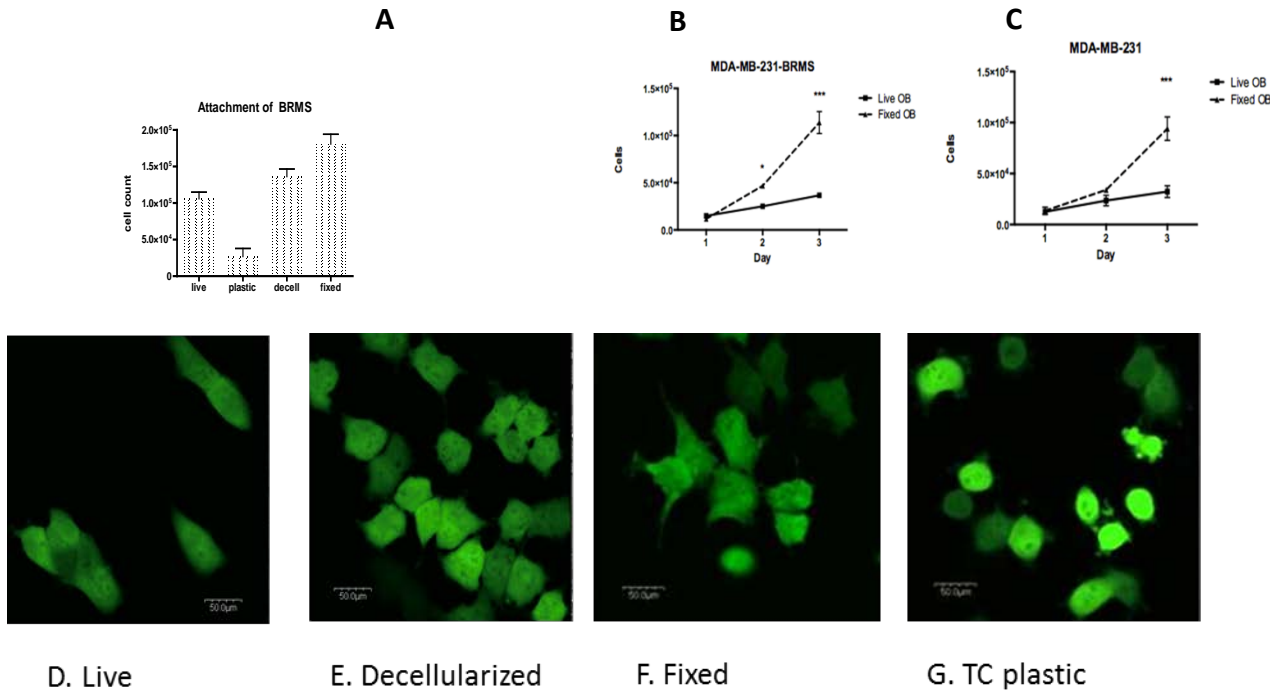 A
B
C
Attachment of BRMS
cell count
2.0×10⁵
1.5×10⁵
1.0×10⁵
5.0×10⁴
0
live plastic decell fixed
MDA-MB-231-BRMS
Cells
1.5×10⁵
1.0×10⁵
5.0×10⁴
0.0
*
***
1 2 3
Day
Live OB
Fixed OB
MDA-MB-231
Cells
1.5×10⁵
1.0×10⁵
5.0×10⁴
0.0
***
1 2 3
Day
Live OB
Fixed OB
50.0µm
50.0µm
50.0µm
50.0µm
D. Live
E. Decellularized
F. Fixed
G. TC plastic